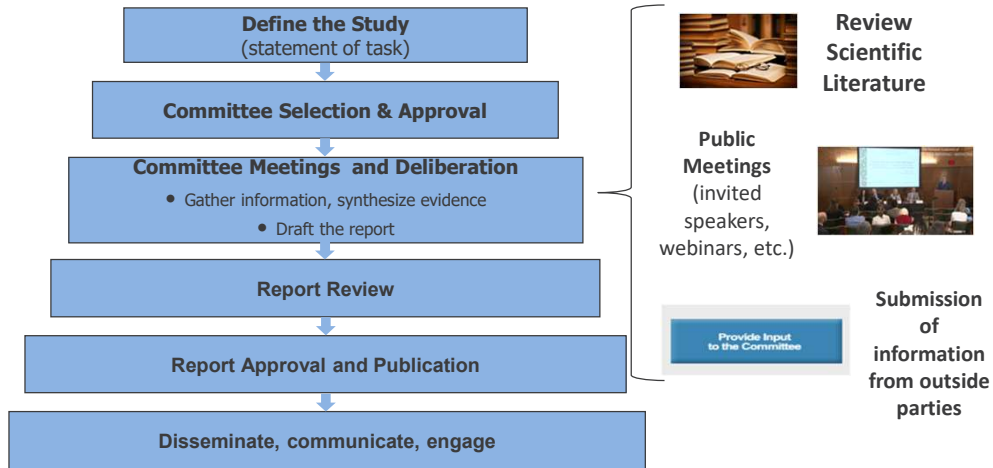 Define the Study
(statement of task)
Committee Selection & Approval
Committee Meetings and Deliberation
• Gather information, synthesize evidence
• Draft the report
Report Review
Report Approval and Publication
Disseminate, communicate, engage
Review
Scientific
Literature
Public
Meetings
(invited
speakers,
webinars, etc.)
Provide Input
to the Committee
Submission
of
information
from outside
parties